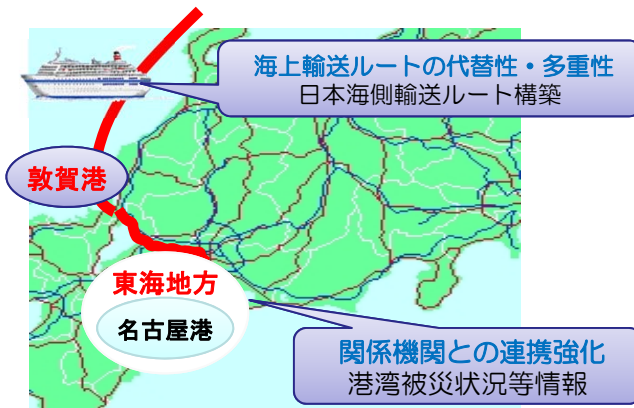 海上輸送ルートの代替性・多重性
日本海側輸送ルート構築
敦賀港
東海地方
名古屋港
関係機関との連携強化
港湾被災状況等情報